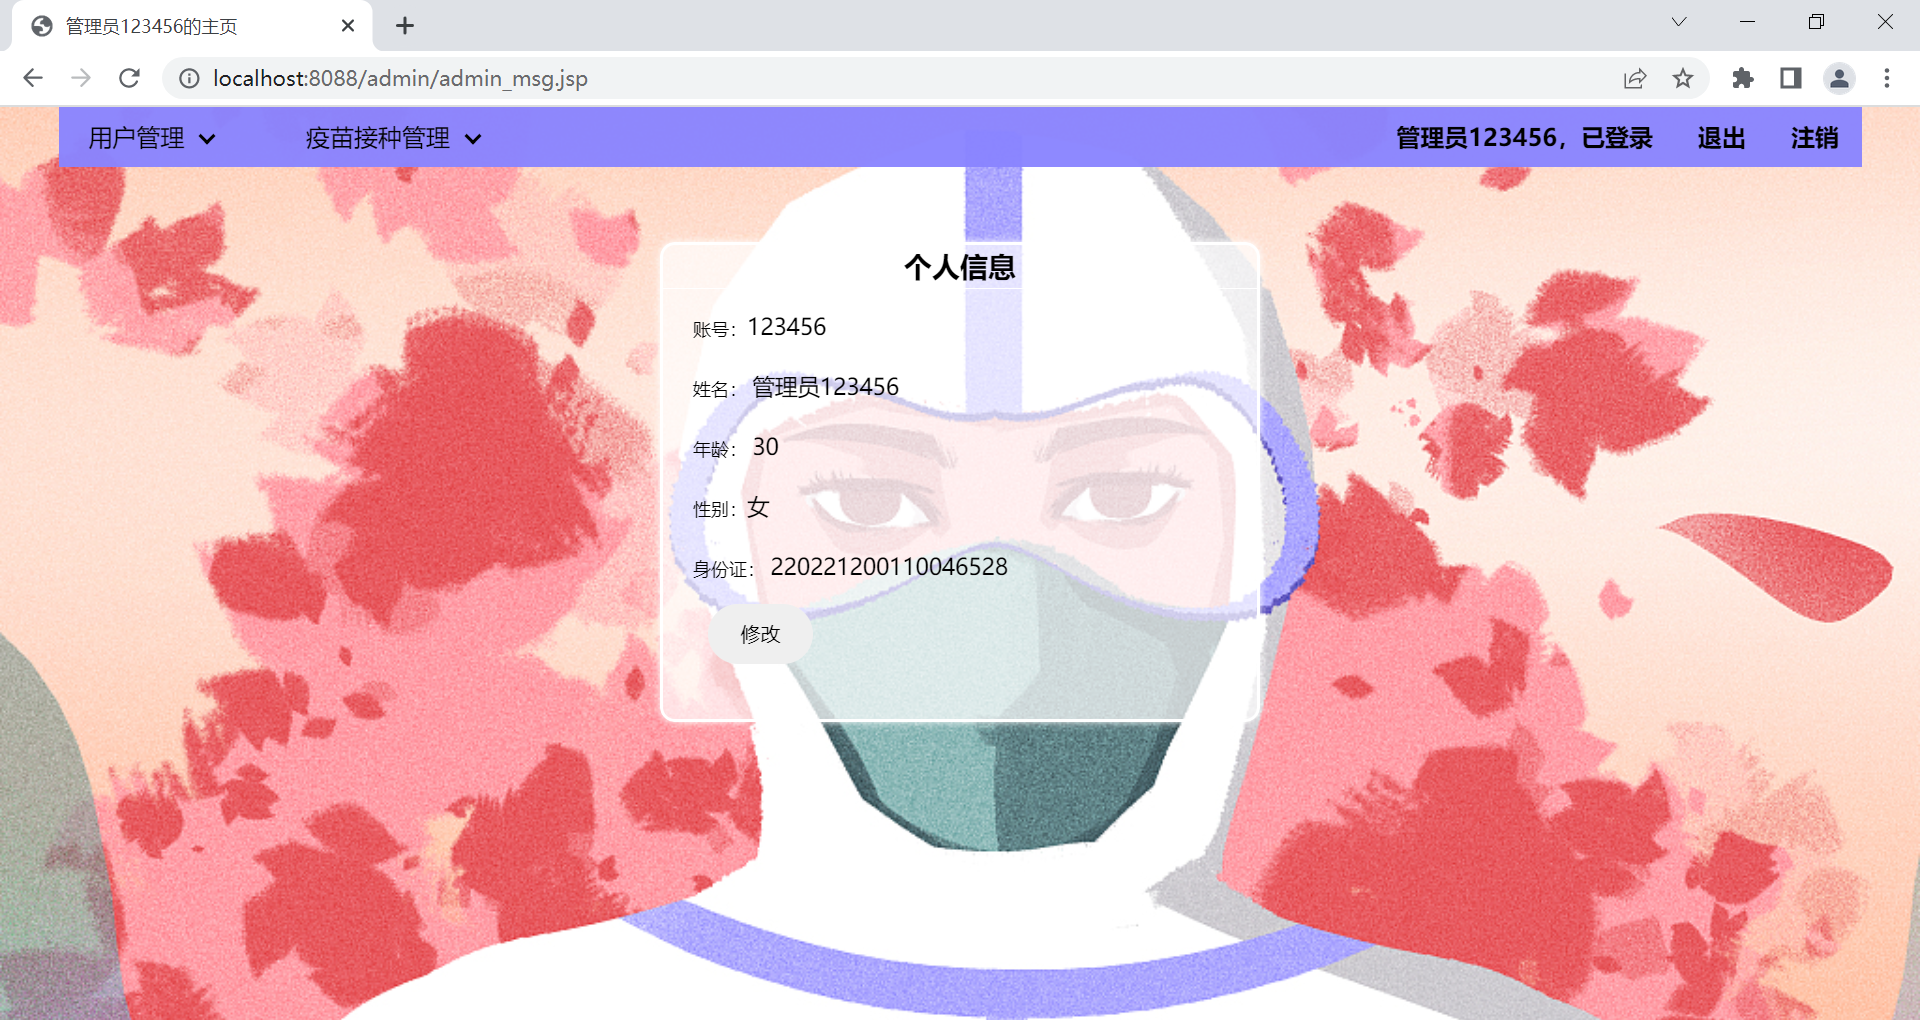 管理员123456的主页
localhost:8088/admin/admin_msg.jsp
用户管理 疫苗接种管理 管理员123456，已登录 退出 注销
个人信息
账号：123456
姓名： 管理员123456
年龄： 30
性别：女
身份证： 220221200110046528
修改